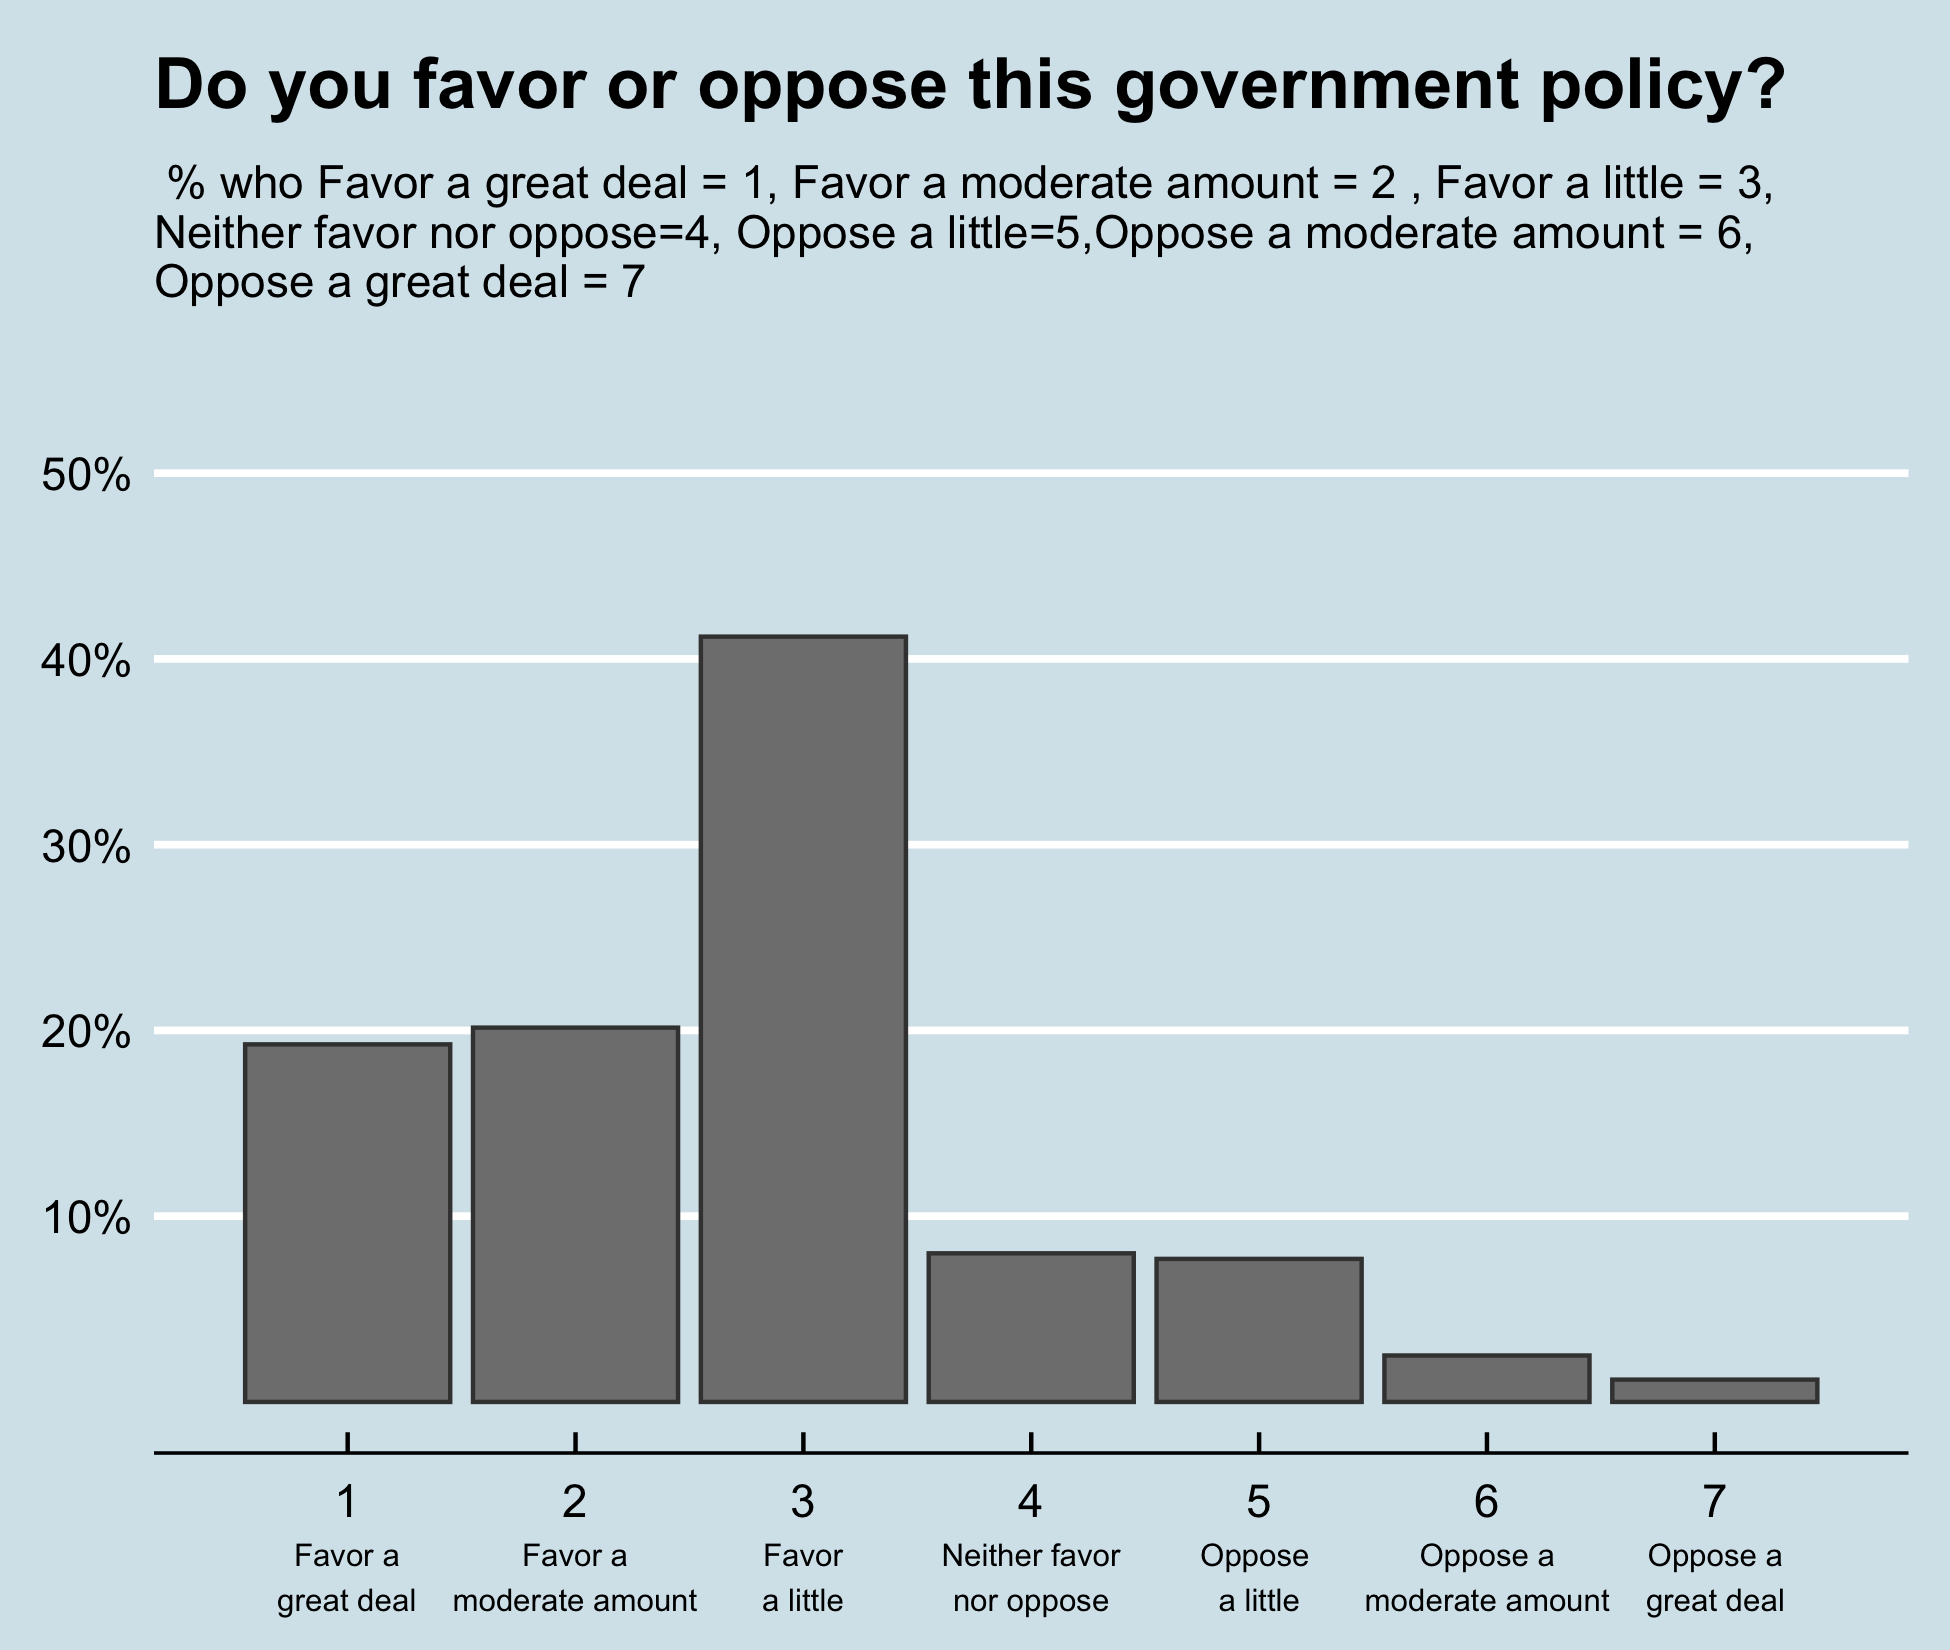 Do you favor or oppose this government policy?
% who Favor a great deal = 1, Favor a moderate amount = 2 , Favor a little = 3,
Neither favor nor oppose=4, Oppose a little=5,Oppose a moderate amount = 6,
Oppose a great deal = 7
50%
40%
30%
20%
10%
1 2 3 4 5 6 7
Favor a Favor a Favor Neither favor Oppose Oppose a Oppose a
great deal moderate amount a little nor oppose a little moderate amount great deal